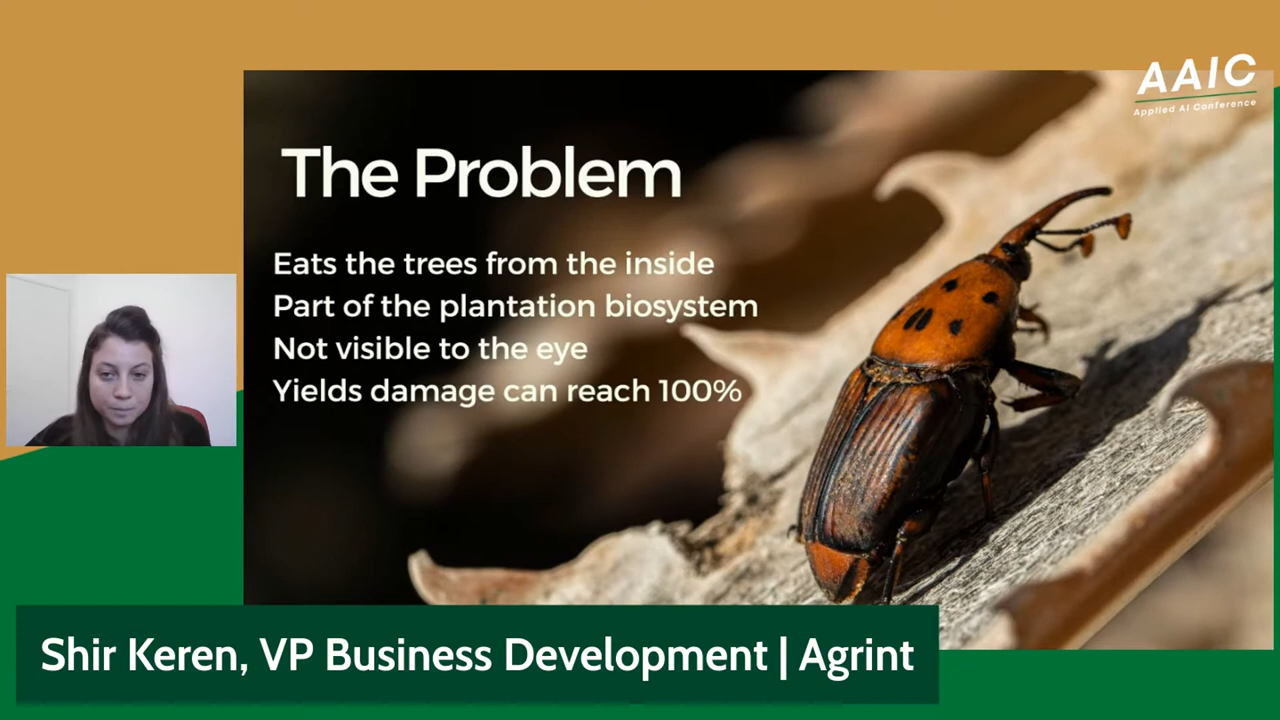 AAIC
Applied AI Conference
The Problem
Eats the trees from the inside
Part of the plantation biosystem
Not visible to the eye
Yields damage can reach 100%
Shir Keren, VP Business Development | Agrint